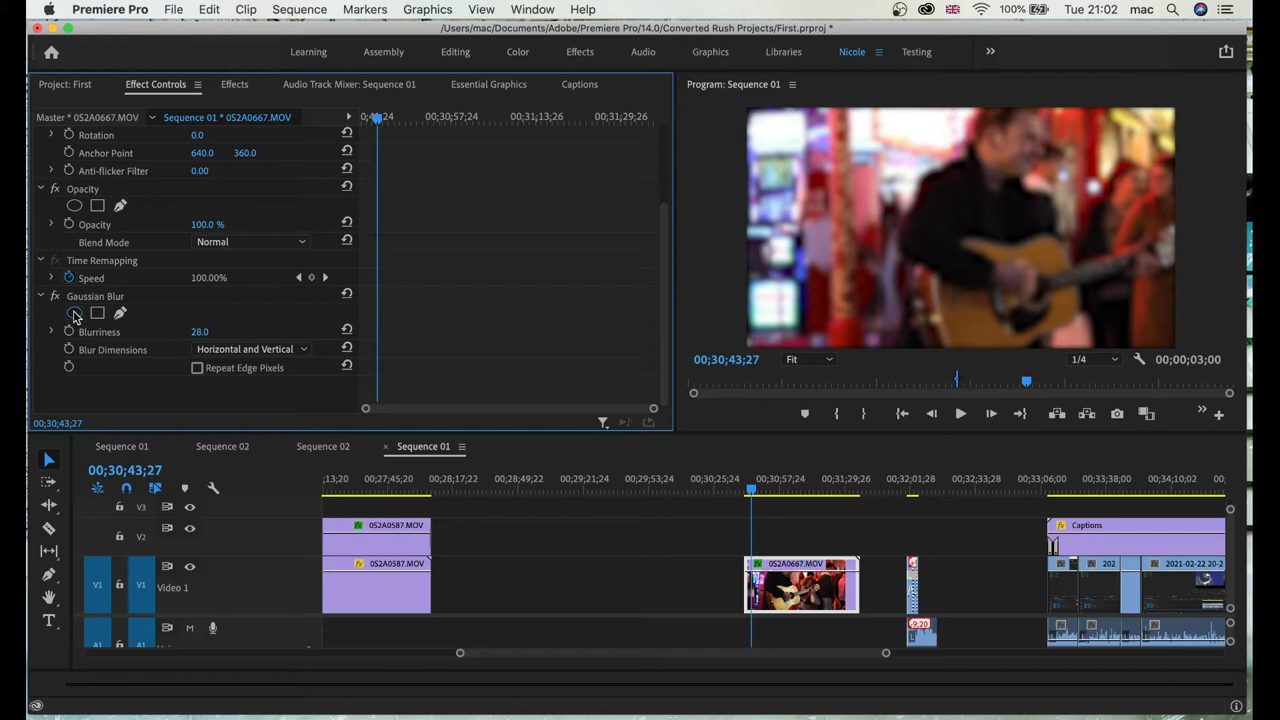 Premiere Pro File Edit Clip Sequence Markers Graphics View Window Help 100% Tue 21:02 mac
/Users/mac/Documents/Adobe/Premiere Pro/14.0/Converted Rush Projects/First.prproj *
Learning Assembly Editing Color Effects Audio Graphics Libraries Nicole Testing
Project: First Effect Controls Effects Audio Track Mixer: Sequence 01 Essential Graphics Captions Program: Sequence 01
Master * 0S2A0667.MOV Sequence 01 * 0S2A0667.MOV 00;30;57;24 00;31;13;26 00;31;29;26
Rotation 0.0
Anchor Point 640.0 360.0
Anti-flicker Filter 0.00
Opacity
Opacity 100.0 %
Blend Mode Normal
Time Remapping
Speed 100.00%
fx Gaussian Blur
Blurriness 28.0
Blur Dimensions Horizontal and Vertical
Repeat Edge Pixels
00;30;43;27 Fit 1/4 00;00;03;00
00;30;43;27
Sequence 01 Sequence 02 Sequence 02 × Sequence 01
00;30;43;27
;13;20 00;27;45;20 00;28;17;22 00;28;49;22 00;29;21;24 00;29;53;24 00;30;25;24 00;30;57;24 00;31;29;26 00;32;01;28 00;32;33;28 00;33;06;00 00;33;38;00 00;34;10;02
V3
V2 0S2A0587.MOV Captions
V1 V1 Video 1 0S2A0587.MOV 0S2A0667.MOV 202 2021-02-22 20-2
A1 M -9;20